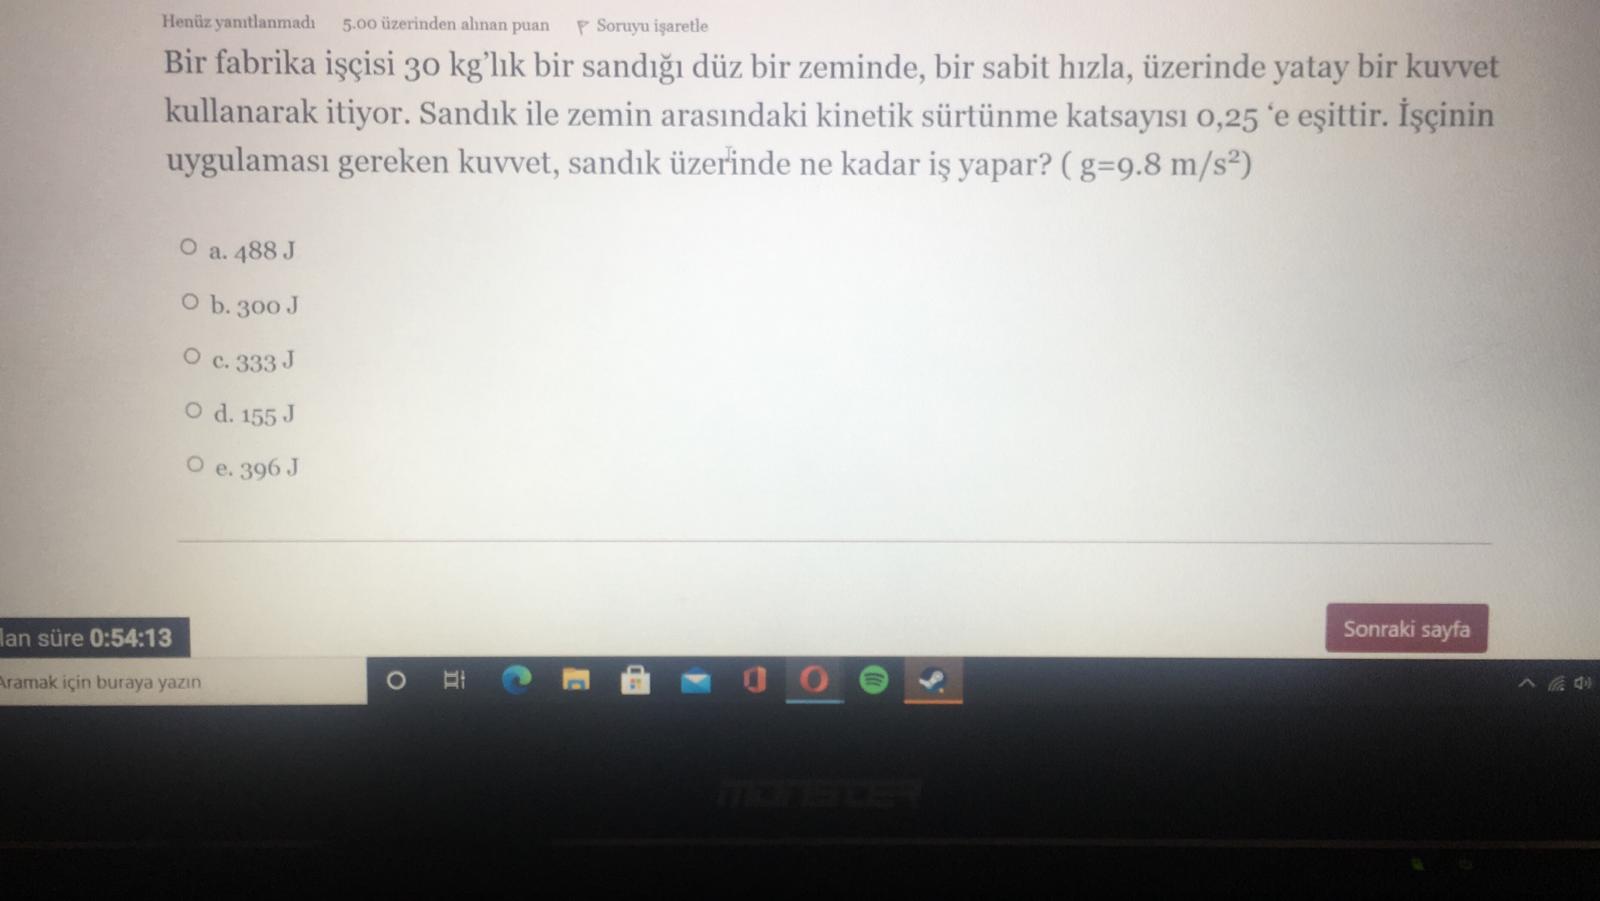 Henüz yanıtlanmadı 5.00 üzerinden alınan puan Soruyu işaretle
Bir fabrika işçisi 30 kg'lık bir sandığı düz bir zeminde, bir sabit hızla, üzerinde yatay bir kuvvet
kullanarak itiyor. Sandık ile zemin arasındaki kinetik sürtünme katsayısı 0,25 ‘e eşittir. İşçinin
uygulaması gereken kuvvet, sandık üzerinde ne kadar iş yapar? ( g=9.8 m/s²)
a. 488 J
b. 300 J
c. 333 J
d. 155 J
e. 396 J
Sonraki sayfa
lan süre 0:54:13
Aramak için buraya yazın
MONSTER